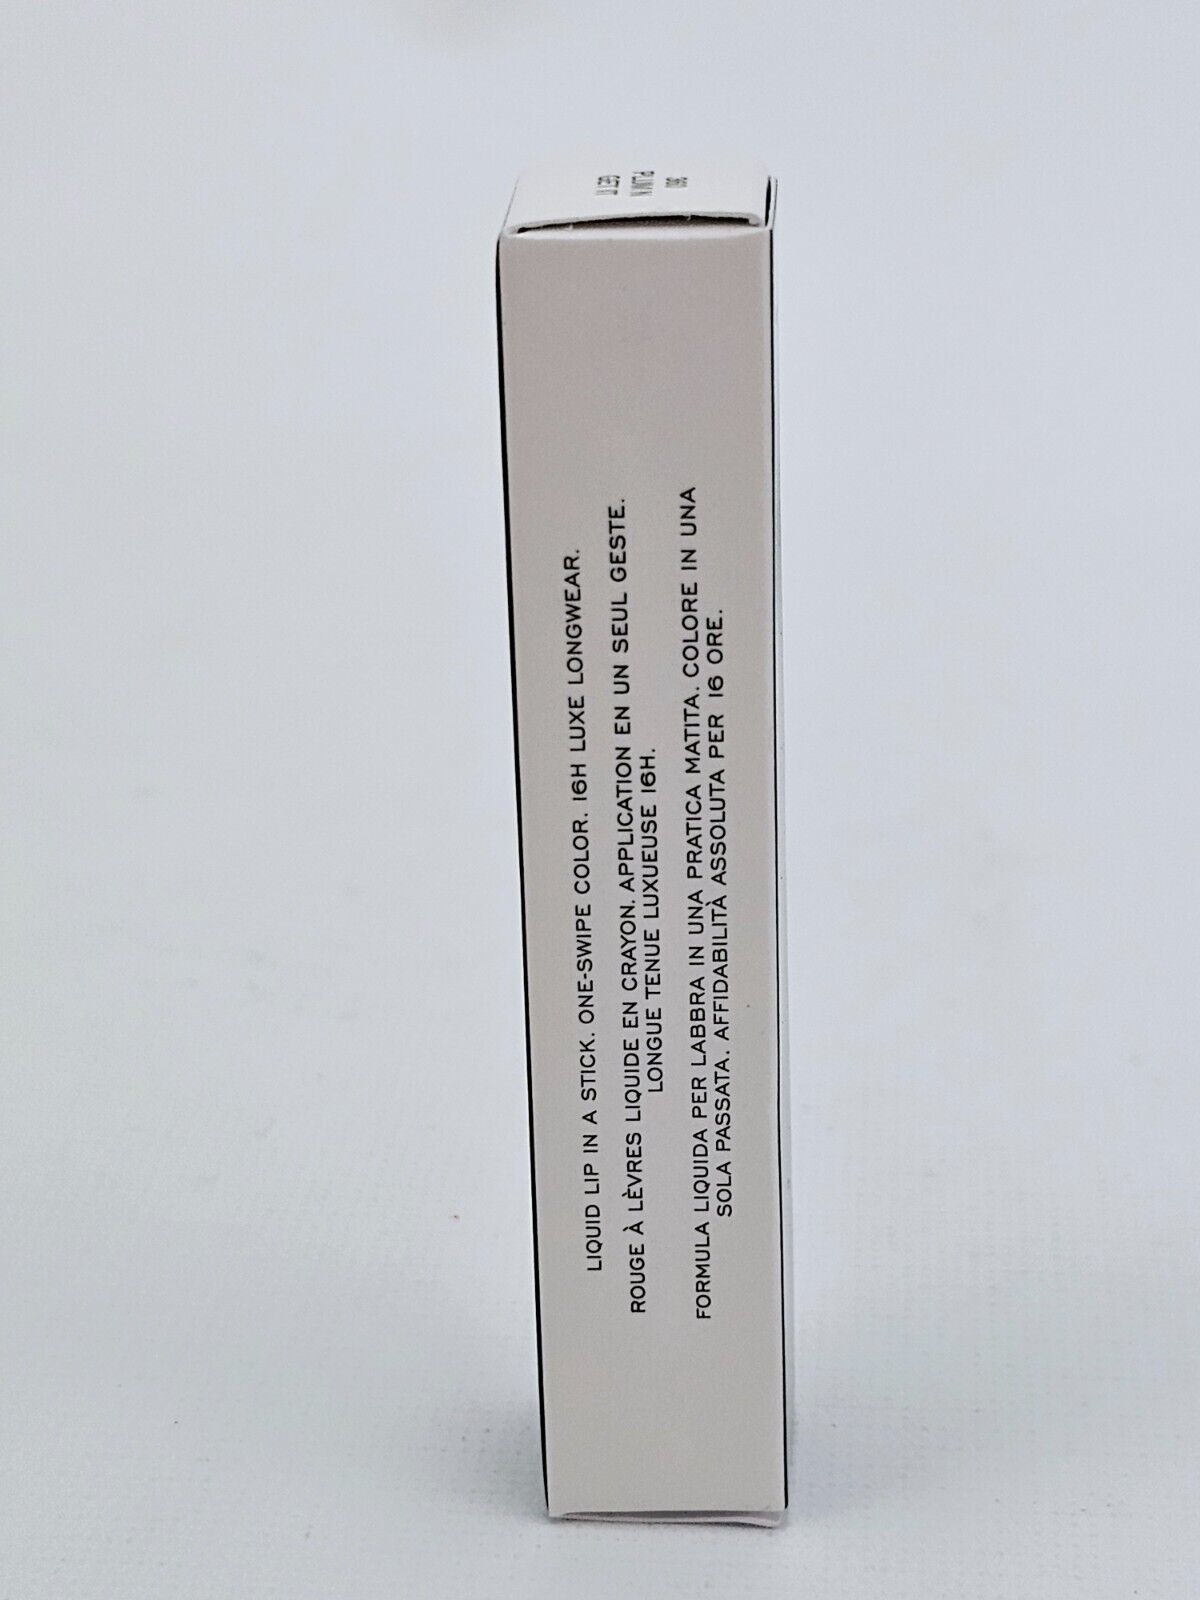 LIQUID LIP IN A STICK. ONE-SWIPE COLOR. 16H LUXE LONGWEAR.
ROUGE À LÈVRES LIQUIDE EN CRAYON. APPLICATION EN UN SEUL GESTE.
LONGUE TENUE LUXUEUSE 16H.
FORMULA LIQUIDA PER LABBRA IN UNA PRATICA MATITA. COLORE IN UNA
SOLA PASSATA. AFFIDABILITÀ ASSOLUTA PER 16 ORE.
GET IT